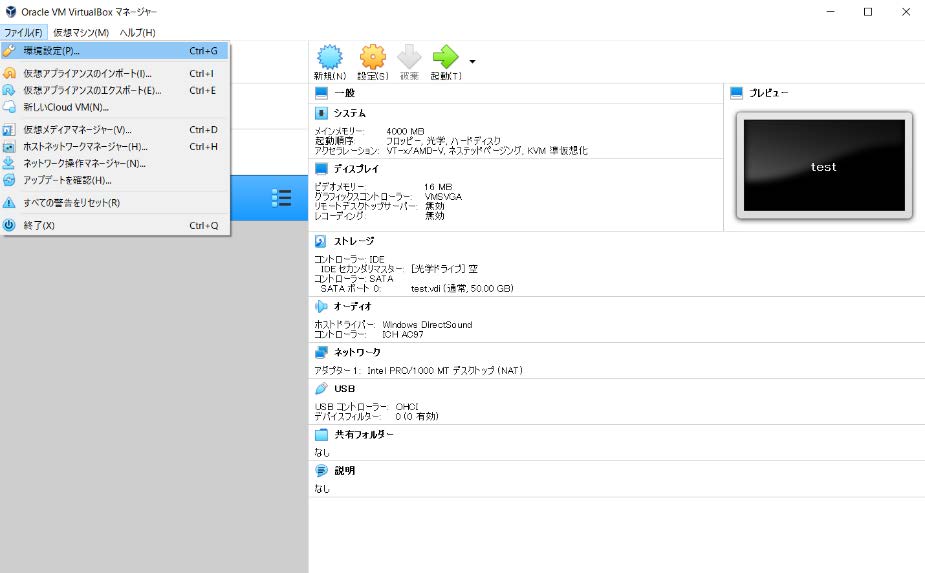 Oracle VM VirtualBox マネージャー
ファイル(F) 仮想マシン(M) ヘルプ(H)
環境設定(P)... Ctrl+G
仮想アプライアンスのインポート(I)... Ctrl+I
仮想アプライアンスのエクスポート(E)... Ctrl+E
新しいCloud VM(N)...
仮想メディアマネージャー(V)... Ctrl+D
ホストネットワークマネージャー(H)... Ctrl+H
ネットワーク操作マネージャー(N)...
アップデートを確認(H)...
すべての警告をリセット(R)
終了(X) Ctrl+Q
新規(N) 設定(S) 破棄 起動(T)
一般
システム
メインメモリー: 4000 MB
起動順序: フロッピー, 光学, ハードディスク
アクセラレーション: VT-x/AMD-V, ネステッドページング, KVM 準仮想化
ディスプレイ
ビデオメモリー: 16 MB
グラフィックスコントローラー: VMSVGA
リモートデスクトップサーバー: 無効
レコーディング: 無効
ストレージ
コントローラー: IDE
IDE セカンダリマスター: [光学ドライブ] 空
コントローラー: SATA
SATA ポート 0: test.vdi (通常, 50.00 GB)
オーディオ
ホストドライバー: Windows DirectSound
コントローラー: ICH AC97
ネットワーク
アダプター 1: Intel PRO/1000 MT デスクトップ (NAT)
USB
USB コントローラー: OHCI
デバイスフィルター: 0 (0 有効)
共有フォルダー
なし
説明
なし
プレビュー
test